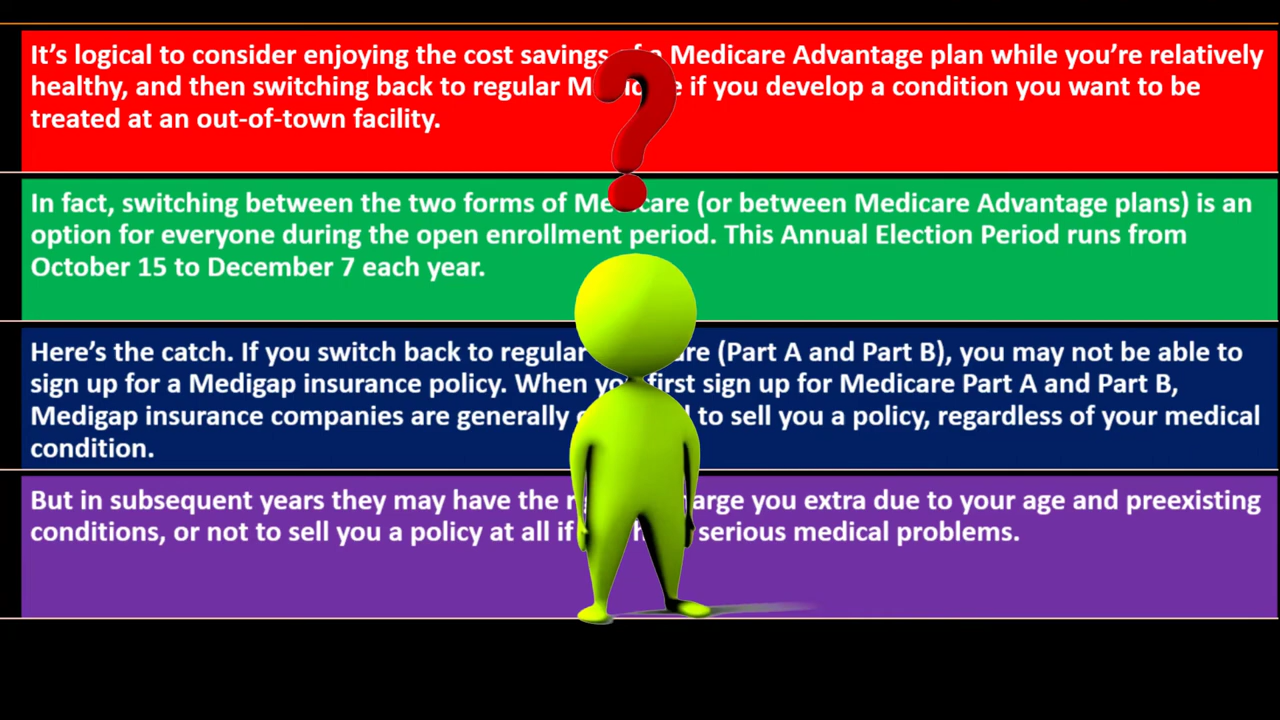 It’s logical to consider enjoying the cost savings of a Medicare Advantage plan while you’re relatively
healthy, and then switching back to regular Medicare if you develop a condition you want to be
treated at an out-of-town facility.
In fact, switching between the two forms of Medicare (or between Medicare Advantage plans) is an
option for everyone during the open enrollment period. This Annual Election Period runs from
October 15 to December 7 each year.
Here’s the catch. If you switch back to regular (Part A and Part B), you may not be able to
sign up for a Medigap insurance policy. When you first sign up for Medicare Part A and Part B,
Medigap insurance companies are generally to sell you a policy, regardless of your medical
condition.
But in subsequent years they may have the you extra due to your age and preexisting
conditions, or not to sell you a policy at all if serious medical problems.